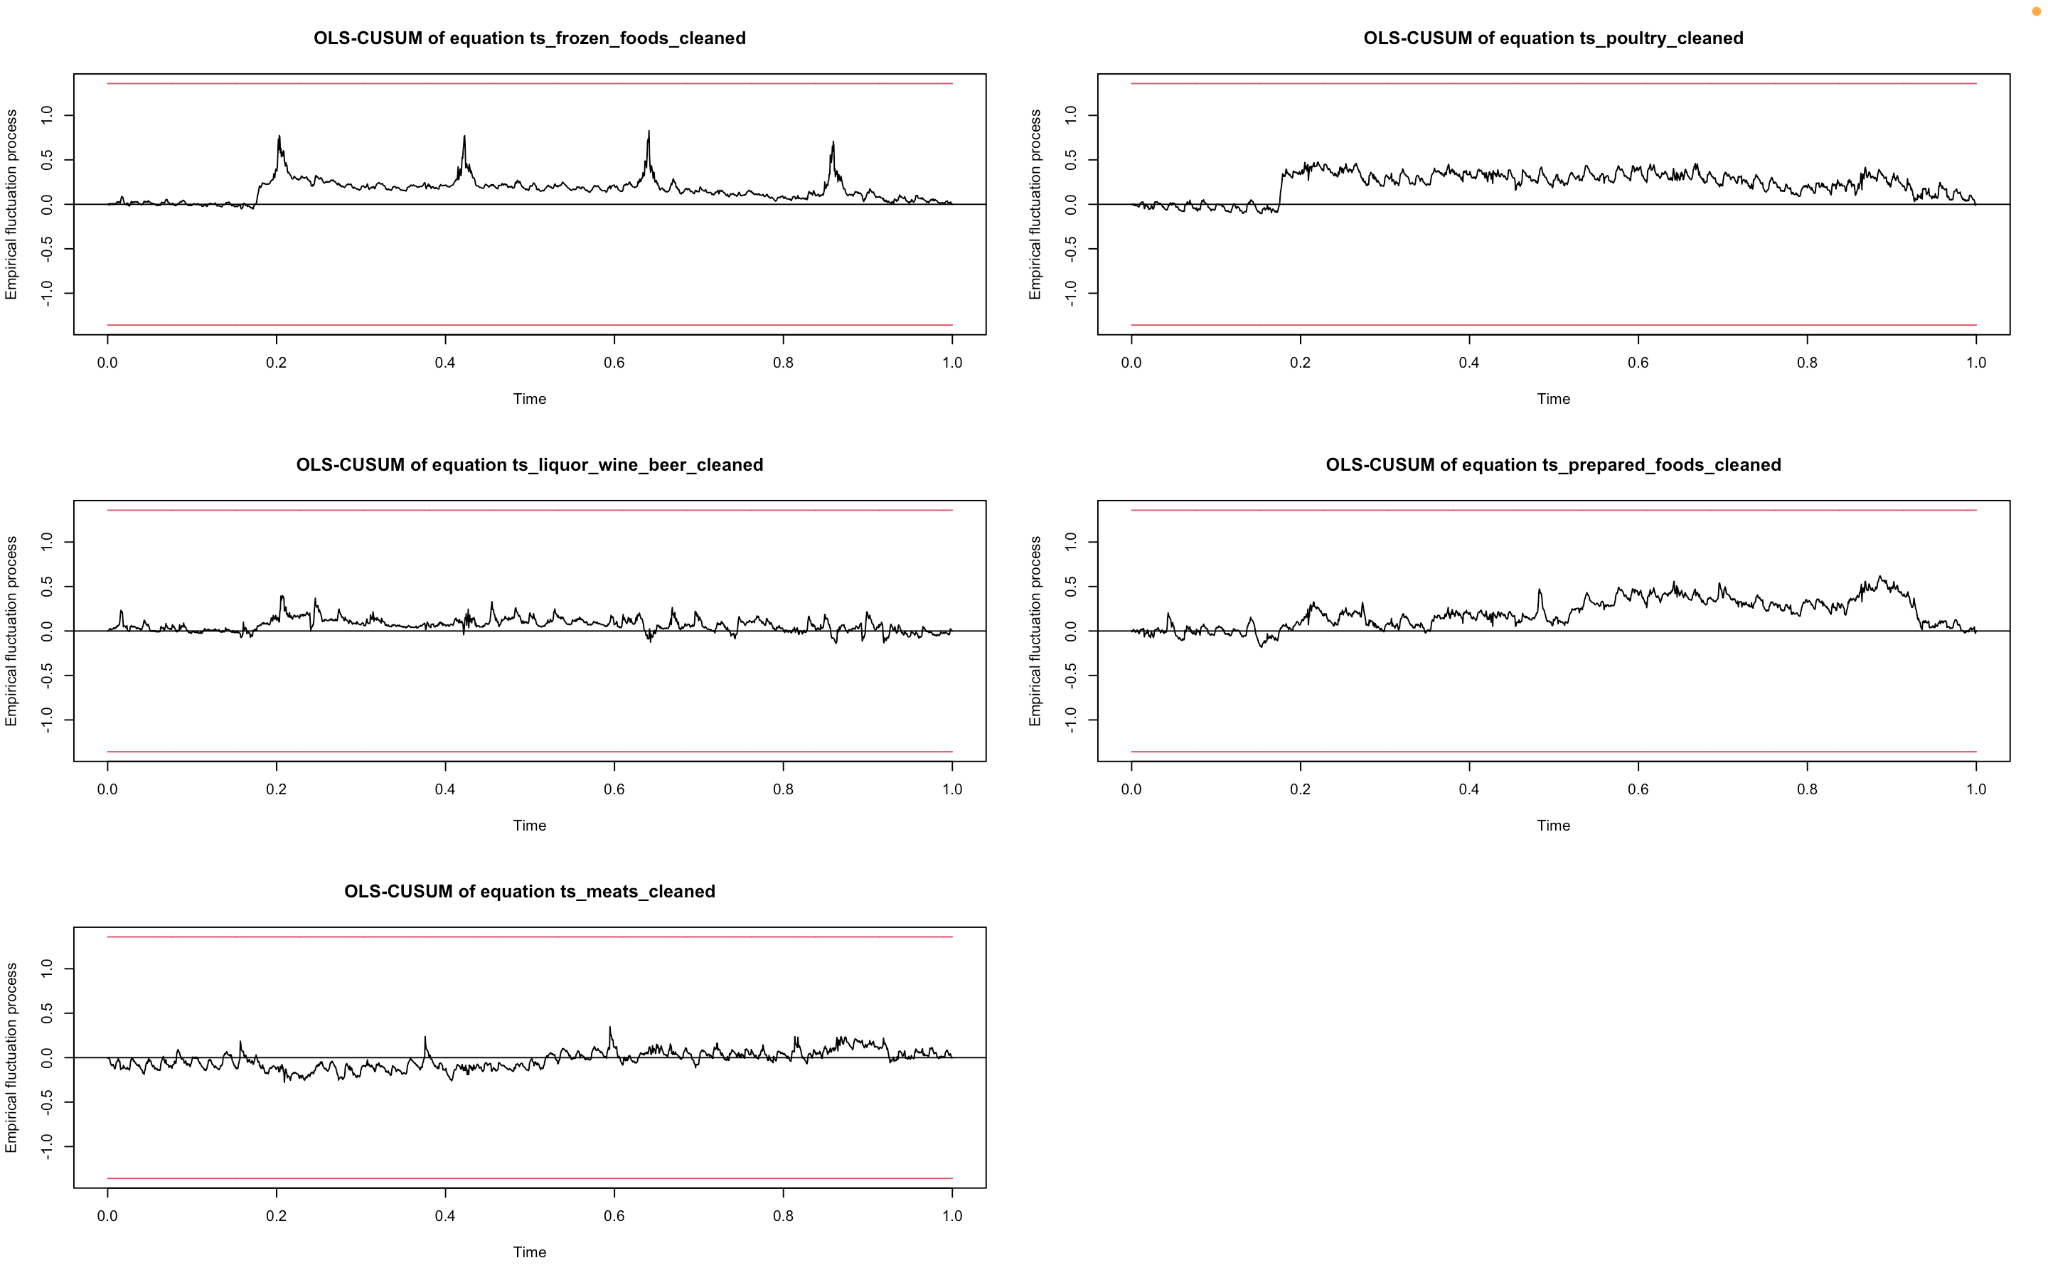 OLS-CUSUM of equation ts_frozen_foods_cleaned
Empirical fluctuation process
1.0
0.5
0.0
-0.5
-1.0
0.0 0.2 0.4 0.6 0.8 1.0
Time
OLS-CUSUM of equation ts_poultry_cleaned
Empirical fluctuation process
1.0
0.5
0.0
-0.5
-1.0
0.0 0.2 0.4 0.6 0.8 1.0
Time
OLS-CUSUM of equation ts_liquor_wine_beer_cleaned
Empirical fluctuation process
1.0
0.5
0.0
-0.5
-1.0
0.0 0.2 0.4 0.6 0.8 1.0
Time
OLS-CUSUM of equation ts_prepared_foods_cleaned
Empirical fluctuation process
1.0
0.5
0.0
-0.5
-1.0
0.0 0.2 0.4 0.6 0.8 1.0
Time
OLS-CUSUM of equation ts_meats_cleaned
Empirical fluctuation process
1.0
0.5
0.0
-0.5
-1.0
0.0 0.2 0.4 0.6 0.8 1.0
Time